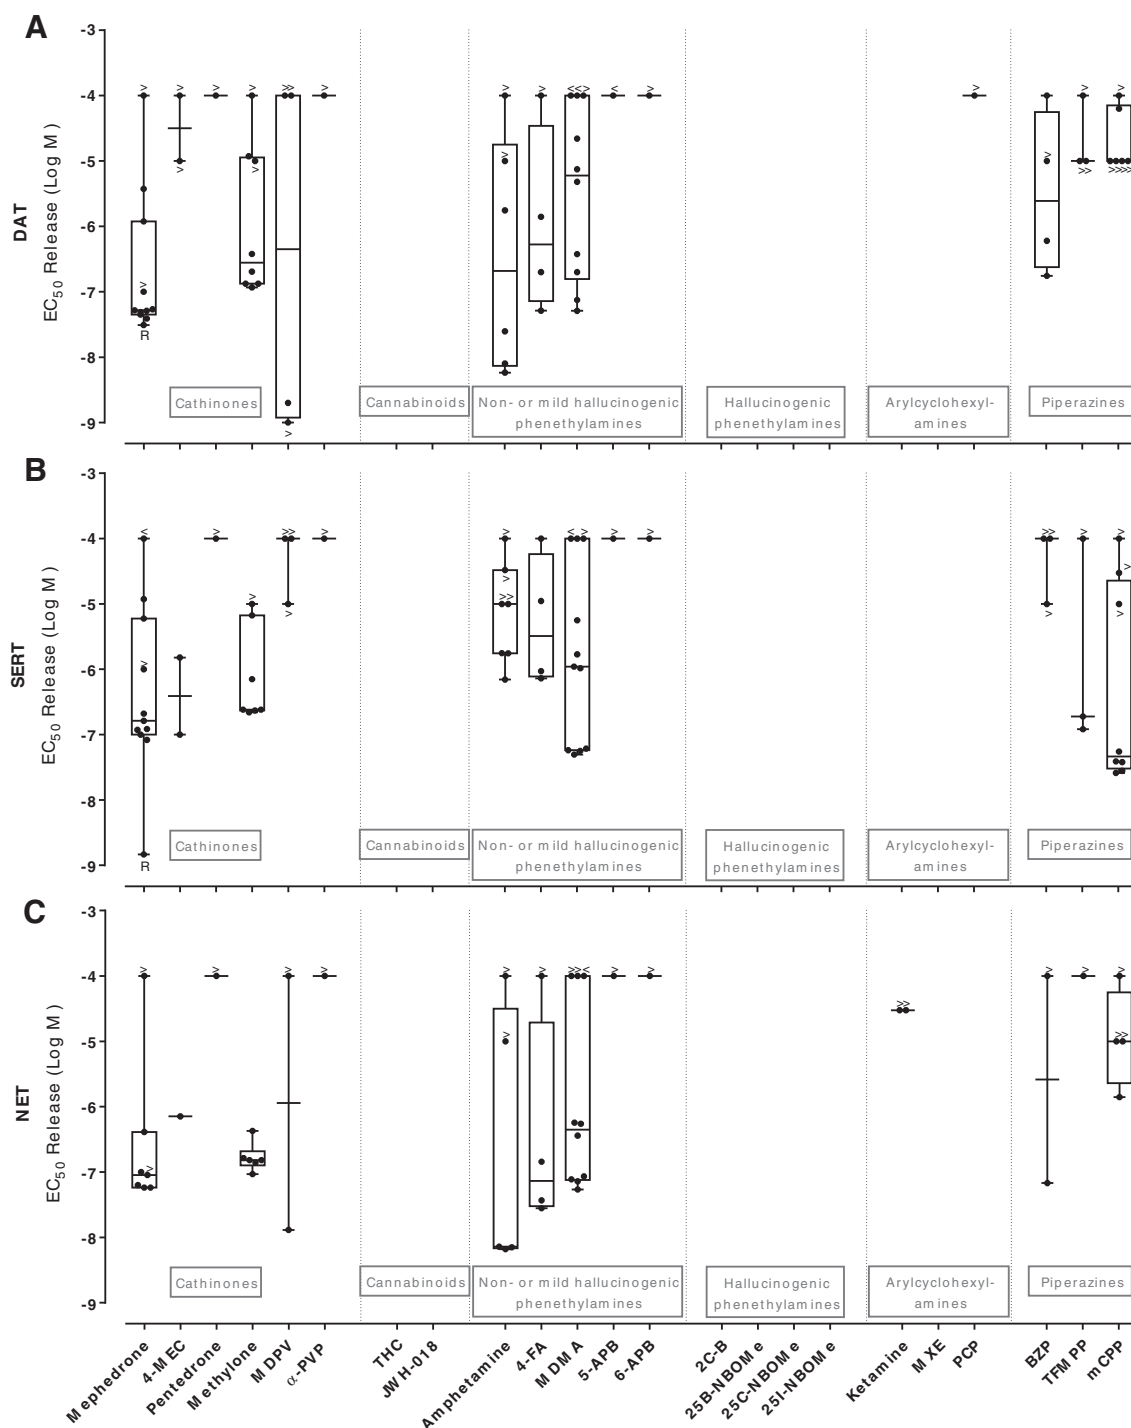 A
-3
> > > > >> > > > <<> < > > > >
-4
> > > > >
-5
>> >>>>
DAT
EC50 Release (Log M)
-6
>
-7
R
-8
-9
>
Cathinones
Cannabinoids
Non- or mild hallucinogenic
phenethylamines
Hallucinogenic
phenethylamines
Arylcyclohexyl-
amines
Piperazines
B
-3
< > >> > > < > > > >> > >
-4
> >
> >> >
-5
> > >
SERT
EC50 Release (Log M)
-6
>
-7
-8
-9
R
Cathinones
Cannabinoids
Non- or mild hallucinogenic
phenethylamines
Hallucinogenic
phenethylamines
Arylcyclohexyl-
amines
Piperazines
C
-3
> > > > > > >>< > > > > >
-4
>>
> >>
-5
NET
EC50 Release (Log M)
-6
>
-7
-8
-9
Cathinones
Cannabinoids
Non- or mild hallucinogenic
phenethylamines
Hallucinogenic
phenethylamines
Arylcyclohexyl-
amines
Piperazines
Mephedrone
4-MEC
Pentedrone
Methylone
MDPV
α-PVP
THC
JWH-018
Amphetamine
4-FA
MDMA
5-APB
6-APB
2C-B
25B-NBOMe
25C-NBOMe
25I-NBOMe
Ketamine
MXE
PCP
BZP
TFMPP
mCPP